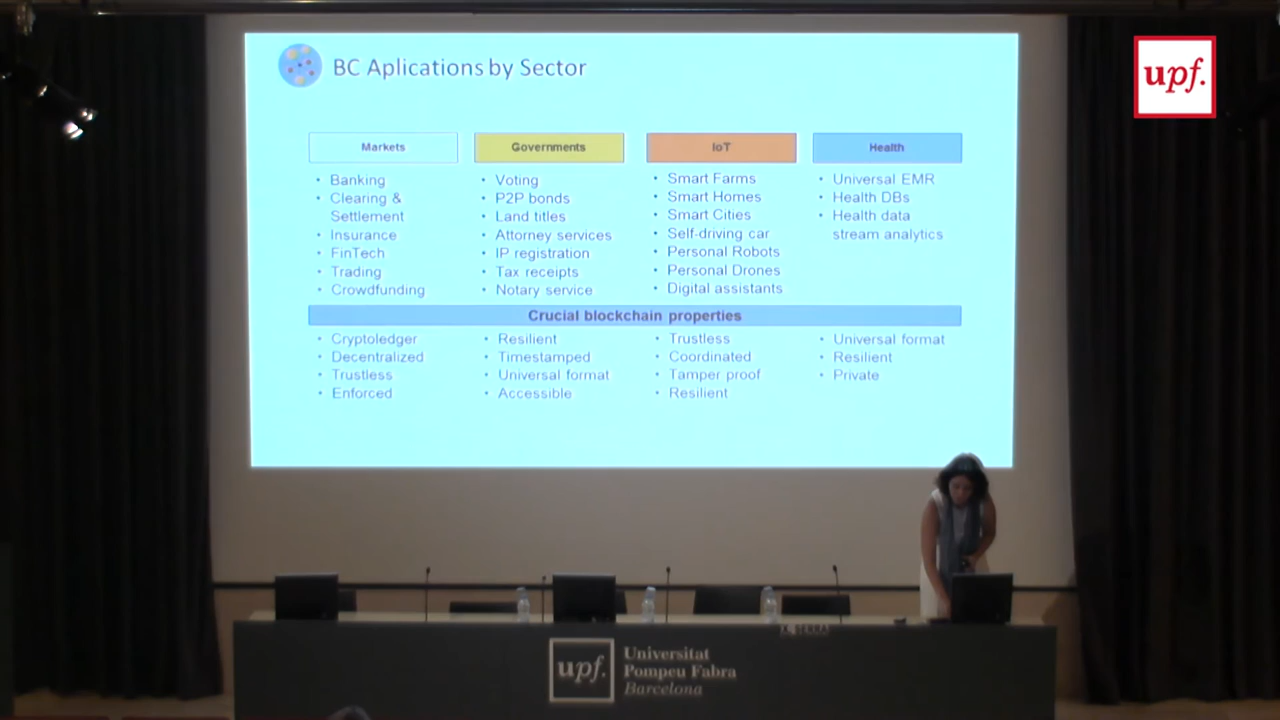 BC Aplications by Sector
upf.
Markets
Governments
IoT
Health
• Banking
• Clearing &
Settlement
• Insurance
• FinTech
• Trading
• Crowdfunding
• Voting
• P2P bonds
• Land titles
• Attorney services
• IP registration
• Tax receipts
• Notary service
• Smart Farms
• Smart Homes
• Smart Cities
• Self-driving car
• Personal Robots
• Personal Drones
• Digital assistants
• Universal EMR
• Health DBs
• Health data
stream analytics
Crucial blockchain properties
• Cryptoledger
• Decentralized
• Trustless
• Enforced
• Resilient
• Timestamped
• Universal format
• Accessible
• Trustless
• Coordinated
• Tamper proof
• Resilient
• Universal format
• Resilient
• Private
upf.
Universitat
Pompeu Fabra
Barcelona